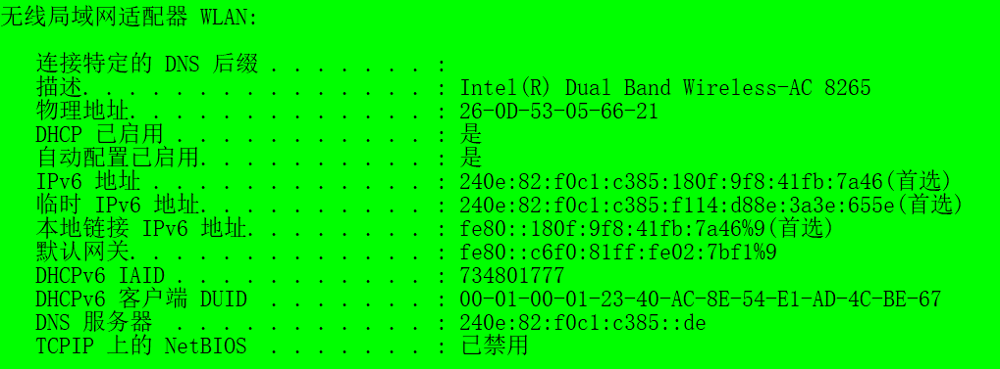 无线局域网适配器 WLAN:
连接特定的 DNS 后缀 . . . . . . . :
描述. . . . . . . . . . . . . . . : Intel(R) Dual Band Wireless-AC 8265
物理地址. . . . . . . . . . . . . : 26-0D-53-05-66-21
DHCP 已启用 . . . . . . . . . . . : 是
自动配置已启用. . . . . . . . . . : 是
IPv6 地址 . . . . . . . . . . . . : 240e:82:f0c1:c385:180f:9f8:41fb:7a46(首选)
临时 IPv6 地址. . . . . . . . . . : 240e:82:f0c1:c385:f114:d88e:3a3e:655e(首选)
本地链接 IPv6 地址. . . . . . . . : fe80::180f:9f8:41fb:7a46%9(首选)
默认网关. . . . . . . . . . . . . : fe80::c6f0:81ff:fe02:7bf1%9
DHCPv6 IAID . . . . . . . . . . . : 734801777
DHCPv6 客户端 DUID  . . . . . . . : 00-01-00-01-23-40-AC-8E-54-E1-AD-4C-BE-67
DNS 服务器  . . . . . . . . . . . : 240e:82:f0c1:c385::de
TCPIP 上的 NetBIOS  . . . . . . . : 已禁用